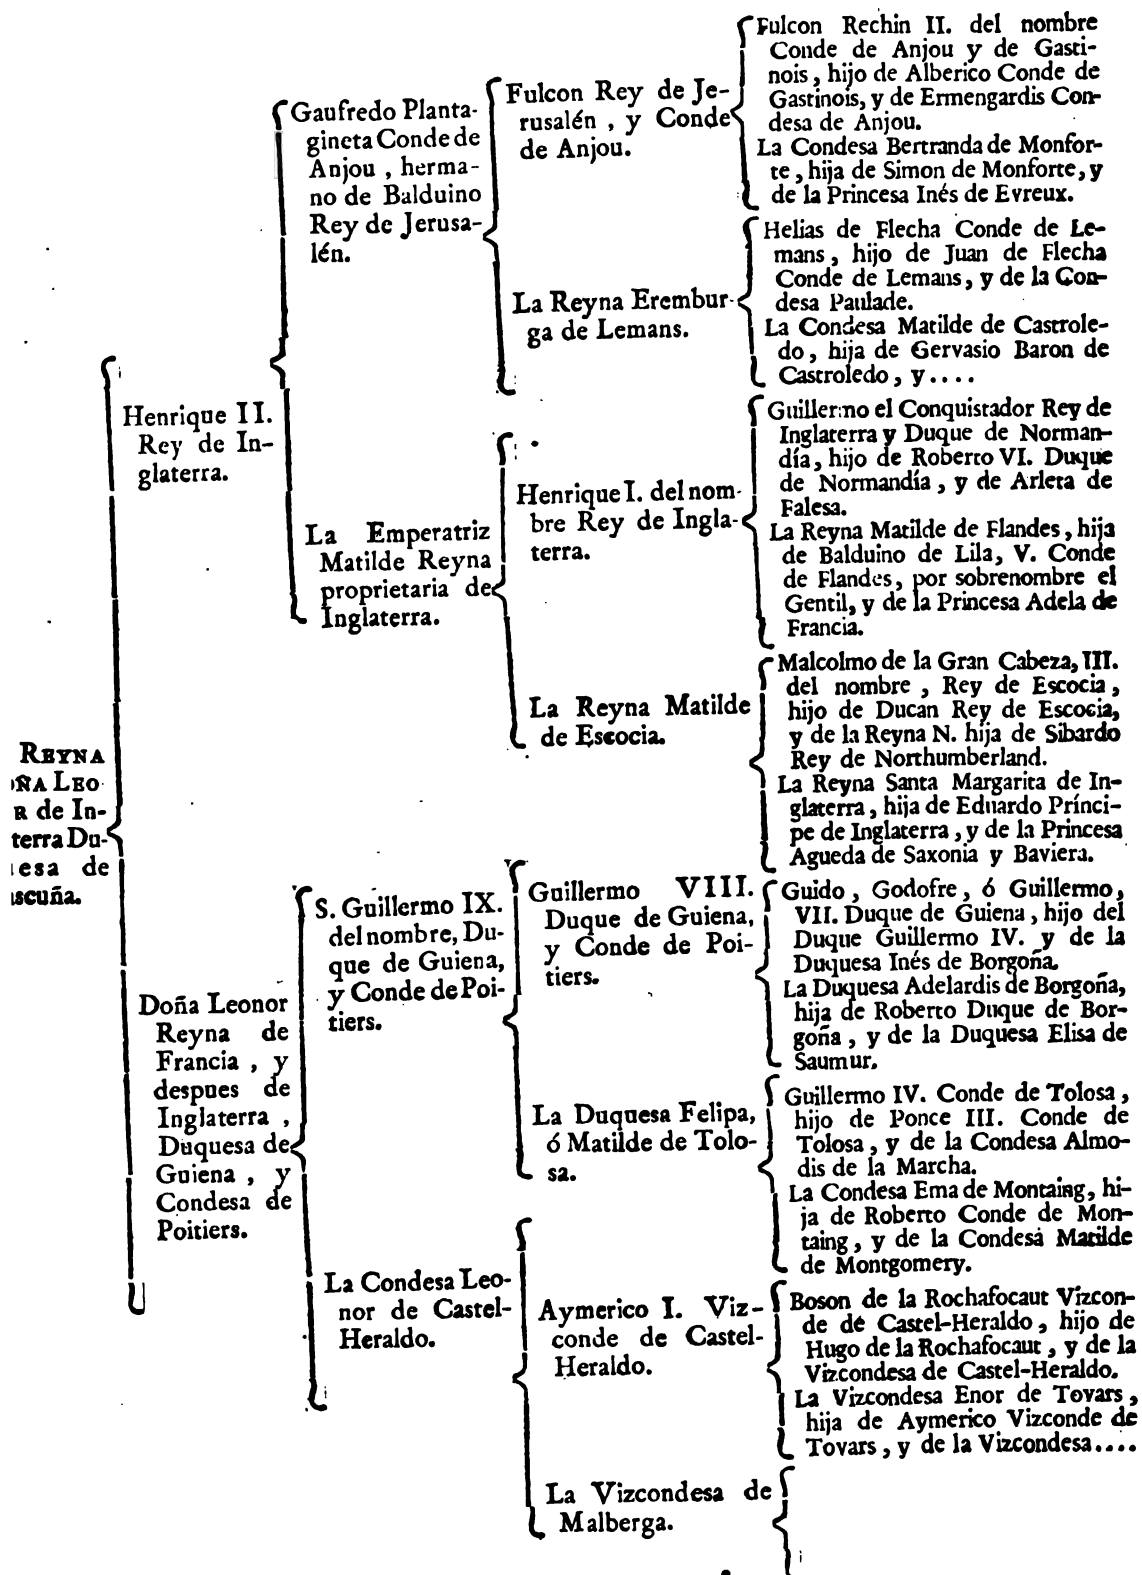 REYNA
ÑA LEO-
R de In-
terra Du-
esa de
scuña.
Henrique II.
Rey de In-
glaterra.
Gaufredo Planta-
gineta Conde de
Anjou , herma-
no de Balduino
Rey de Jerusa-
lén.
Fulcon Rey de Je-
rusalén , y Conde
de Anjou.
Fulcon Rechin II. del nombre
Conde de Anjou y de Gasti-
nois, hijo de Alberico Conde de
Gastinois, y de Ermengardis Con-
desa de Anjou.
La Condesa Bertranda de Monfor-
te , hija de Simon de Monforte, y
de la Princesa Inés de Evreux.
La Reyna Erembur-
ga de Lemans.
Helias de Flecha Conde de Le-
mans , hijo de Juan de Flecha
Conde de Lemans, y de la Con-
desa Paulade.
La Condesa Matilde de Castrole-
do , hija de Gervasio Baron de
Castroledo , y....
La Emperatriz
Matilde Reyna
proprietaria de
Inglaterra.
Henrique I. del nom-
bre Rey de Ingla-
terra.
Guillermo el Conquistador Rey de
Inglaterra y Duque de Norman-
día, hijo de Roberto VI. Duque
de Normandía , y de Arleta de
Falesa.
La Reyna Matilde de Flandes, hija
de Balduino de Lila, V. Conde
de Flandes, por sobrenombre el
Gentil, y de la Princesa Adela de
Francia.
La Reyna Matilde
de Escocia.
Malcolmo de la Gran Cabeza, III.
del nombre , Rey de Escocia ,
hijo de Ducan Rey de Escocia,
y de la Reyna N. hija de Sibardo
Rey de Northumberland.
La Reyna Santa Margarita de In-
glaterra, hija de Eduardo Prínci-
pe de Inglaterra , y de la Princesa
Agueda de Saxonia y Baviera.
Doña Leonor
Reyna de
Francia , y
despues de
Inglaterra ,
Duquesa de
Guiena , y
Condesa de
Poitiers.
S. Guillermo IX.
del nombre, Du-
que de Guiena,
y Conde de Poi-
tiers.
Guillermo VIII.
Duque de Guiena,
y Conde de Poi-
tiers.
Guido, Godofre, ó Guillermo,
VII. Duque de Guiena, hijo del
Duque Guillermo IV. y de la
Duquesa Inés de Borgoña.
La Duquesa Adelardis de Borgoña,
hija de Roberto Duque de Bor-
goña , y de la Duquesa Elisa de
Saumur.
La Duquesa Felipa,
ó Matilde de Tolo-
sa.
Guillermo IV. Conde de Tolosa ,
hijo de Ponce III. Conde de
Tolosa , y de la Condesa Almo-
dis de la Marcha.
La Condesa Ema de Montaing, hi-
ja de Roberto Conde de Mon-
taing , y de la Condesa Matilde
de Montgomery.
La Condesa Leo-
nor de Castel-
Heraldo.
Aymerico I. Viz-
conde de Castel-
Heraldo.
Boson de la Rochafocaut Vizcon-
de de Castel-Heraldo , hijo de
Hugo de la Rochafocaut , y de la
Vizcondesa de Castel-Heraldo.
La Vizcondesa Enor de Tovars ,
hija de Aymerico Vizconde de
Tovars , y de la Vizcondesa....
La Vizcondesa de
Malberga.